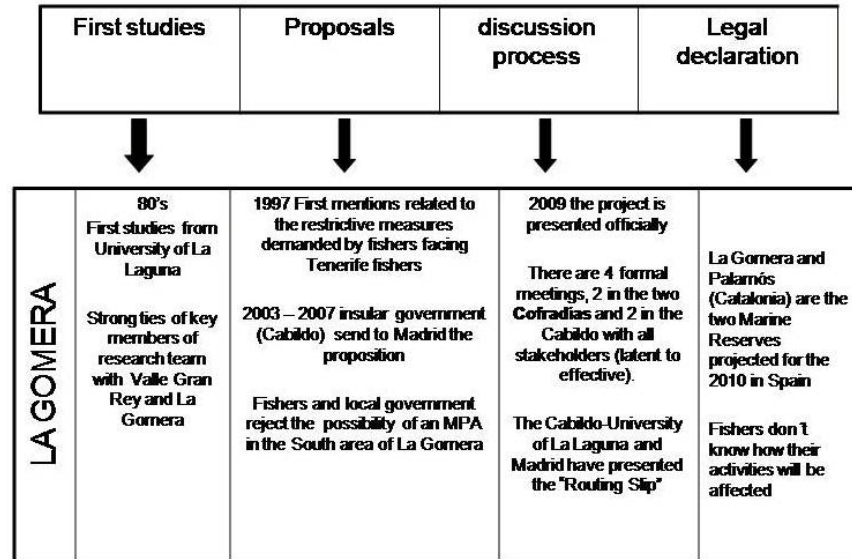 First studies
Proposals
discussion
process
Legal
declaration
LA GOMERA
80's
First studies from
University of La
Laguna
Strong ties of key
members of
research team
with Valle Gran
Rey and La
Gomera
1997 First mentions related to
the restrictive measures
demanded by fishers facing
Tenerife fishers
2003 – 2007 insular government
(Cabildo) send to Madrid the
proposition
Fishers and local government
reject the possibility of an MPA
in the South area of La Gomera
2009 the project is
presented officially
There are 4 formal
meetings, 2 in the two
Cofradías and 2 in the
Cabildo with all
stakeholders (latent to
effective).
The Cabildo-University
of La Laguna and
Madrid have presented
the "Routing Slip"
La Gomera and
Palamós
(Catalonia) are the
two Marine
Reserves
projected for the
2010 in Spain
Fishers don´t
know how their
activities will be
affected